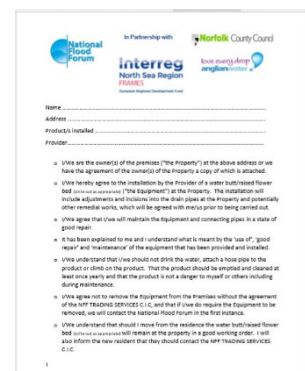 National
Flood
Forum
In Partnership with
Norfolk County Council
Interreg
North Sea Region
FRAMES
European Regional Development Fund
love every drop
anglianwater
Name
Address
Product/s installed
Provider
o I/We are the owner(s) of the premises ("the Property") at the above address or we
have the agreement of the owner(s) of the Property a copy of which is attached.
o I/We hereby agree to the installation by the Provider of a water butt/raised flower
bed (strike out as appropriate) ("the Equipment") at the Property. The installation will
include adjustments and incisions into the drain pipes at the Property and potentially
other remedial works, which will be agreed with me/us prior to being carried out.
o I/We agree that I/we will maintain the Equipment and connecting pipes in a state of
good repair.
o It has been explained to me and I understand what is meant by the 'use of', 'good
repair' and 'maintenance' of the equipment that has been provided and installed.
o I/We understand that I/we should not drink the water, attach a hose pipe to the
product or climb on the product. That the product should be emptied and cleaned at
least once yearly and that the product is not a danger to myself or others including
during maintenance.
o I/We agree not to remove the Equipment from the Premises without the agreement
of the NFF TRADING SERVICES C.I.C, and that if I/we do require the Equipment to be
removed, we will contact the National Flood Forum in the first instance.
o I/We understand that should I move from the residence the water butt/raised flower
bed (strike out as appropriate) will remain at the property in a good working order. I will
also inform the new resident that they should contact the NFF TRADING SERVICES
C.I.C.
1